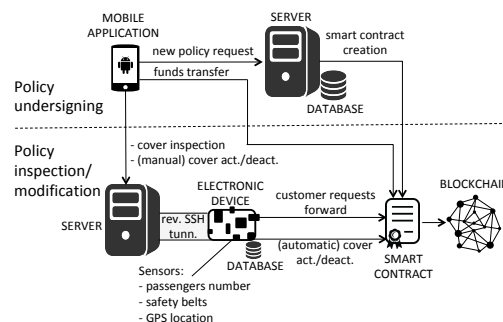 MOBILE
APPLICATION
SERVER
smart contract
creation
new policy request
funds transfer
DATABASE
Policy
undersigning
- cover inspection
- (manual) cover act./deact.
Policy
inspection/
modification
ELECTRONIC
DEVICE
customer requests
forward
BLOCKCHAIN
SERVER
rev. SSH
tunn.
DATABASE
(automatic) cover
act./deact.
SMART
CONTRACT
Sensors:
- passengers number
- safety belts
- GPS location